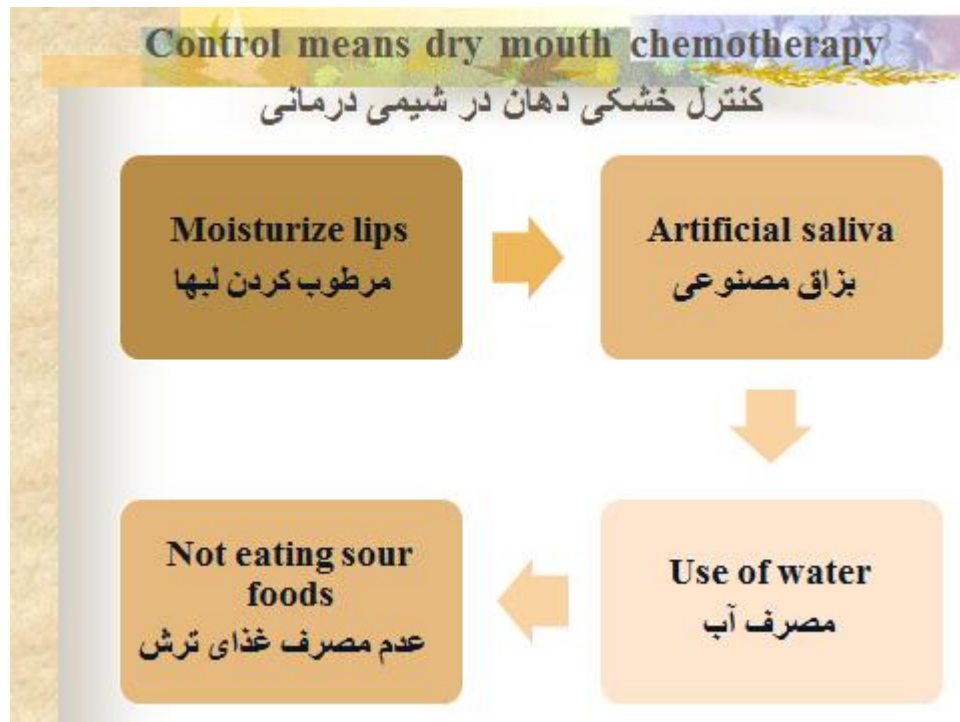 Control means dry mouth chemotherapy
کنترل خشکی دهان در شیمی درمانی
Moisturize lips
مرطوب کردن لبها
Artificial saliva
بزاق مصنوعی
Use of water
مصرف آب
Not eating sour
foods
عدم مصرف غذای ترش